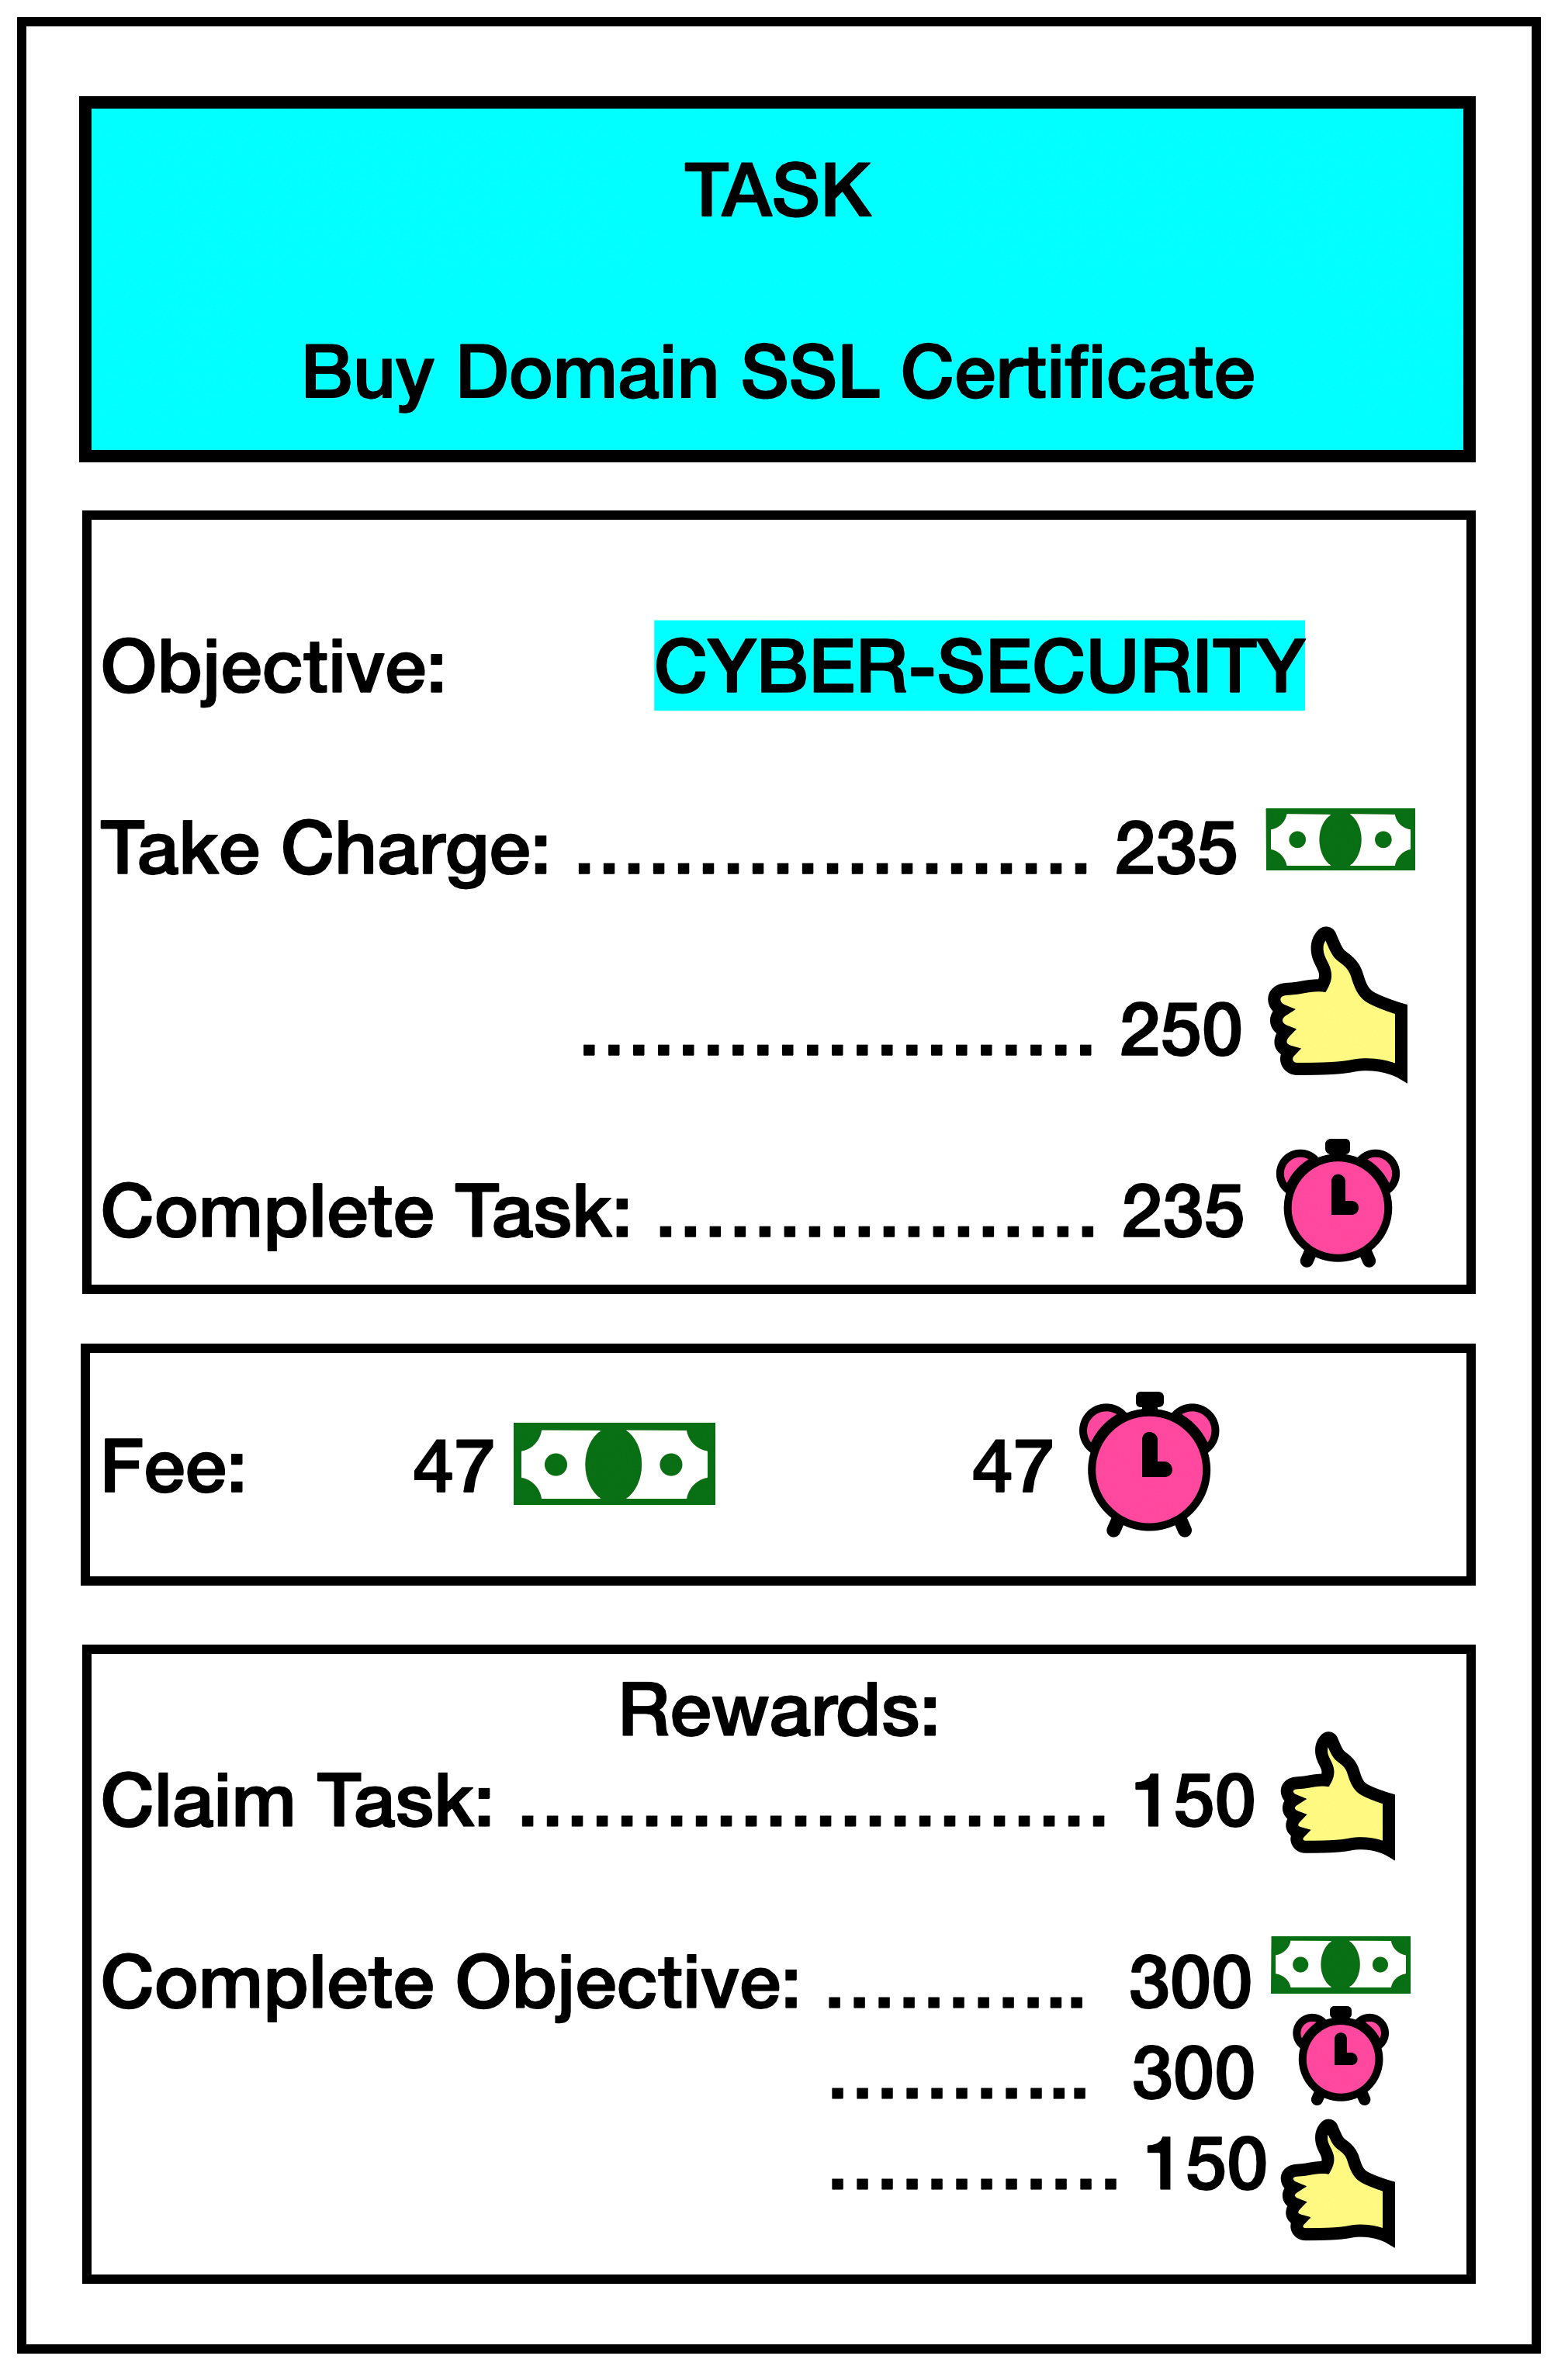 TASK
Buy Domain SSL Certificate
Objective: CYBER-SECURITY
Take Charge: ..................... 235
..................... 250
Complete Task: .................. 235
Fee: 47 47
Rewards:
Claim Task: ........................ 150
Complete Objective: ........... 300
........... 300
............ 150